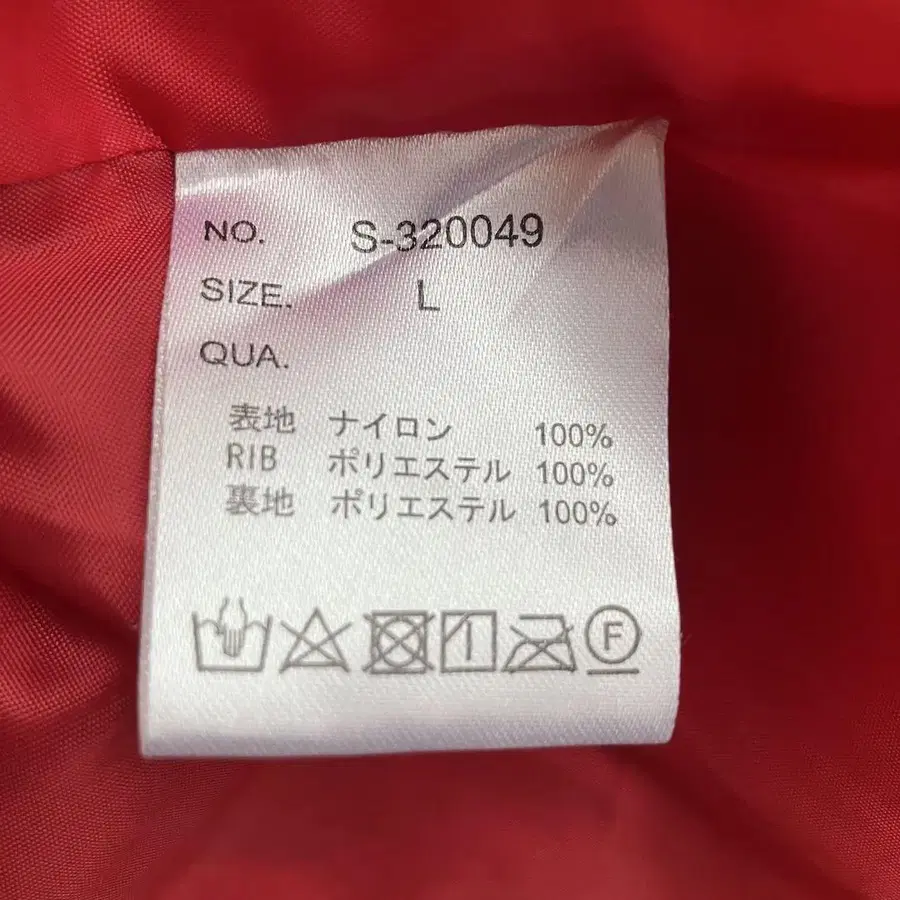 NO. S-320049
SIZE. L
QUA.
表地 ナイロン 100%
RIB ポリエステル 100%
裏地 ポリエステル 100%
F